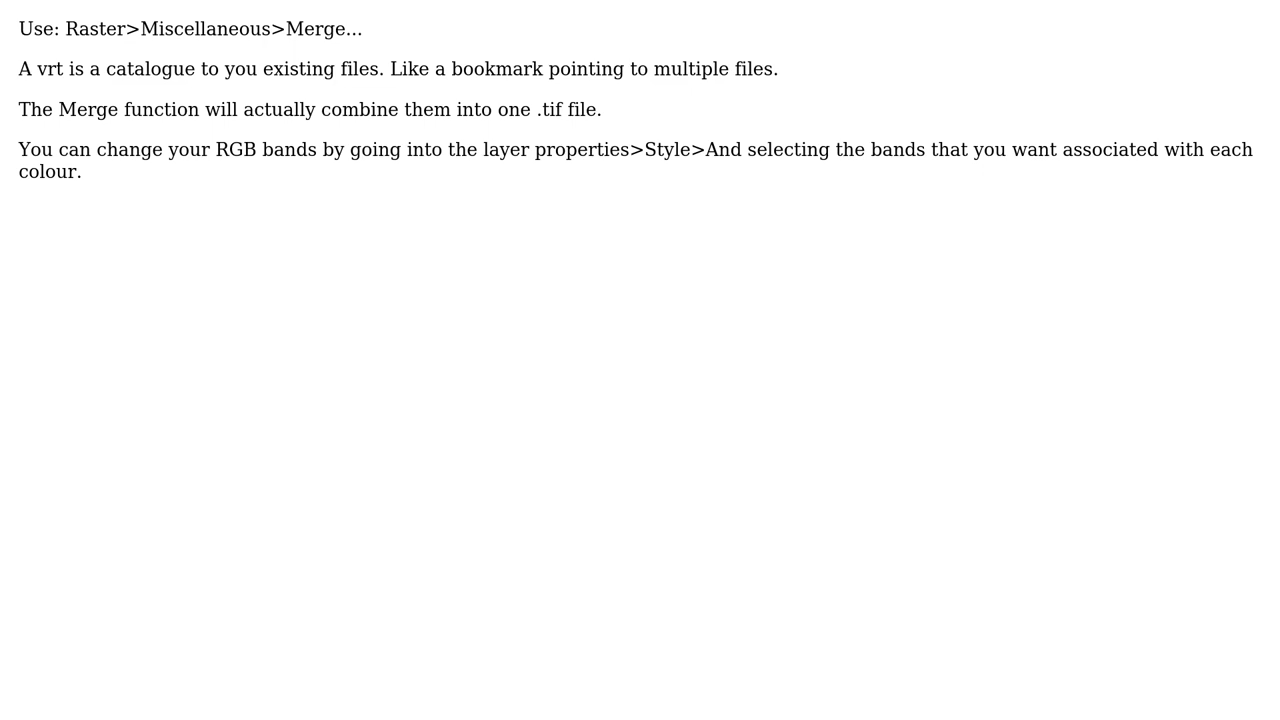 Use: Raster>Miscellaneous>Merge...
A vrt is a catalogue to you existing files. Like a bookmark pointing to multiple files.
The Merge function will actually combine them into one .tif file.
You can change your RGB bands by going into the layer properties>Style>And selecting the bands that you want associated with each
colour.